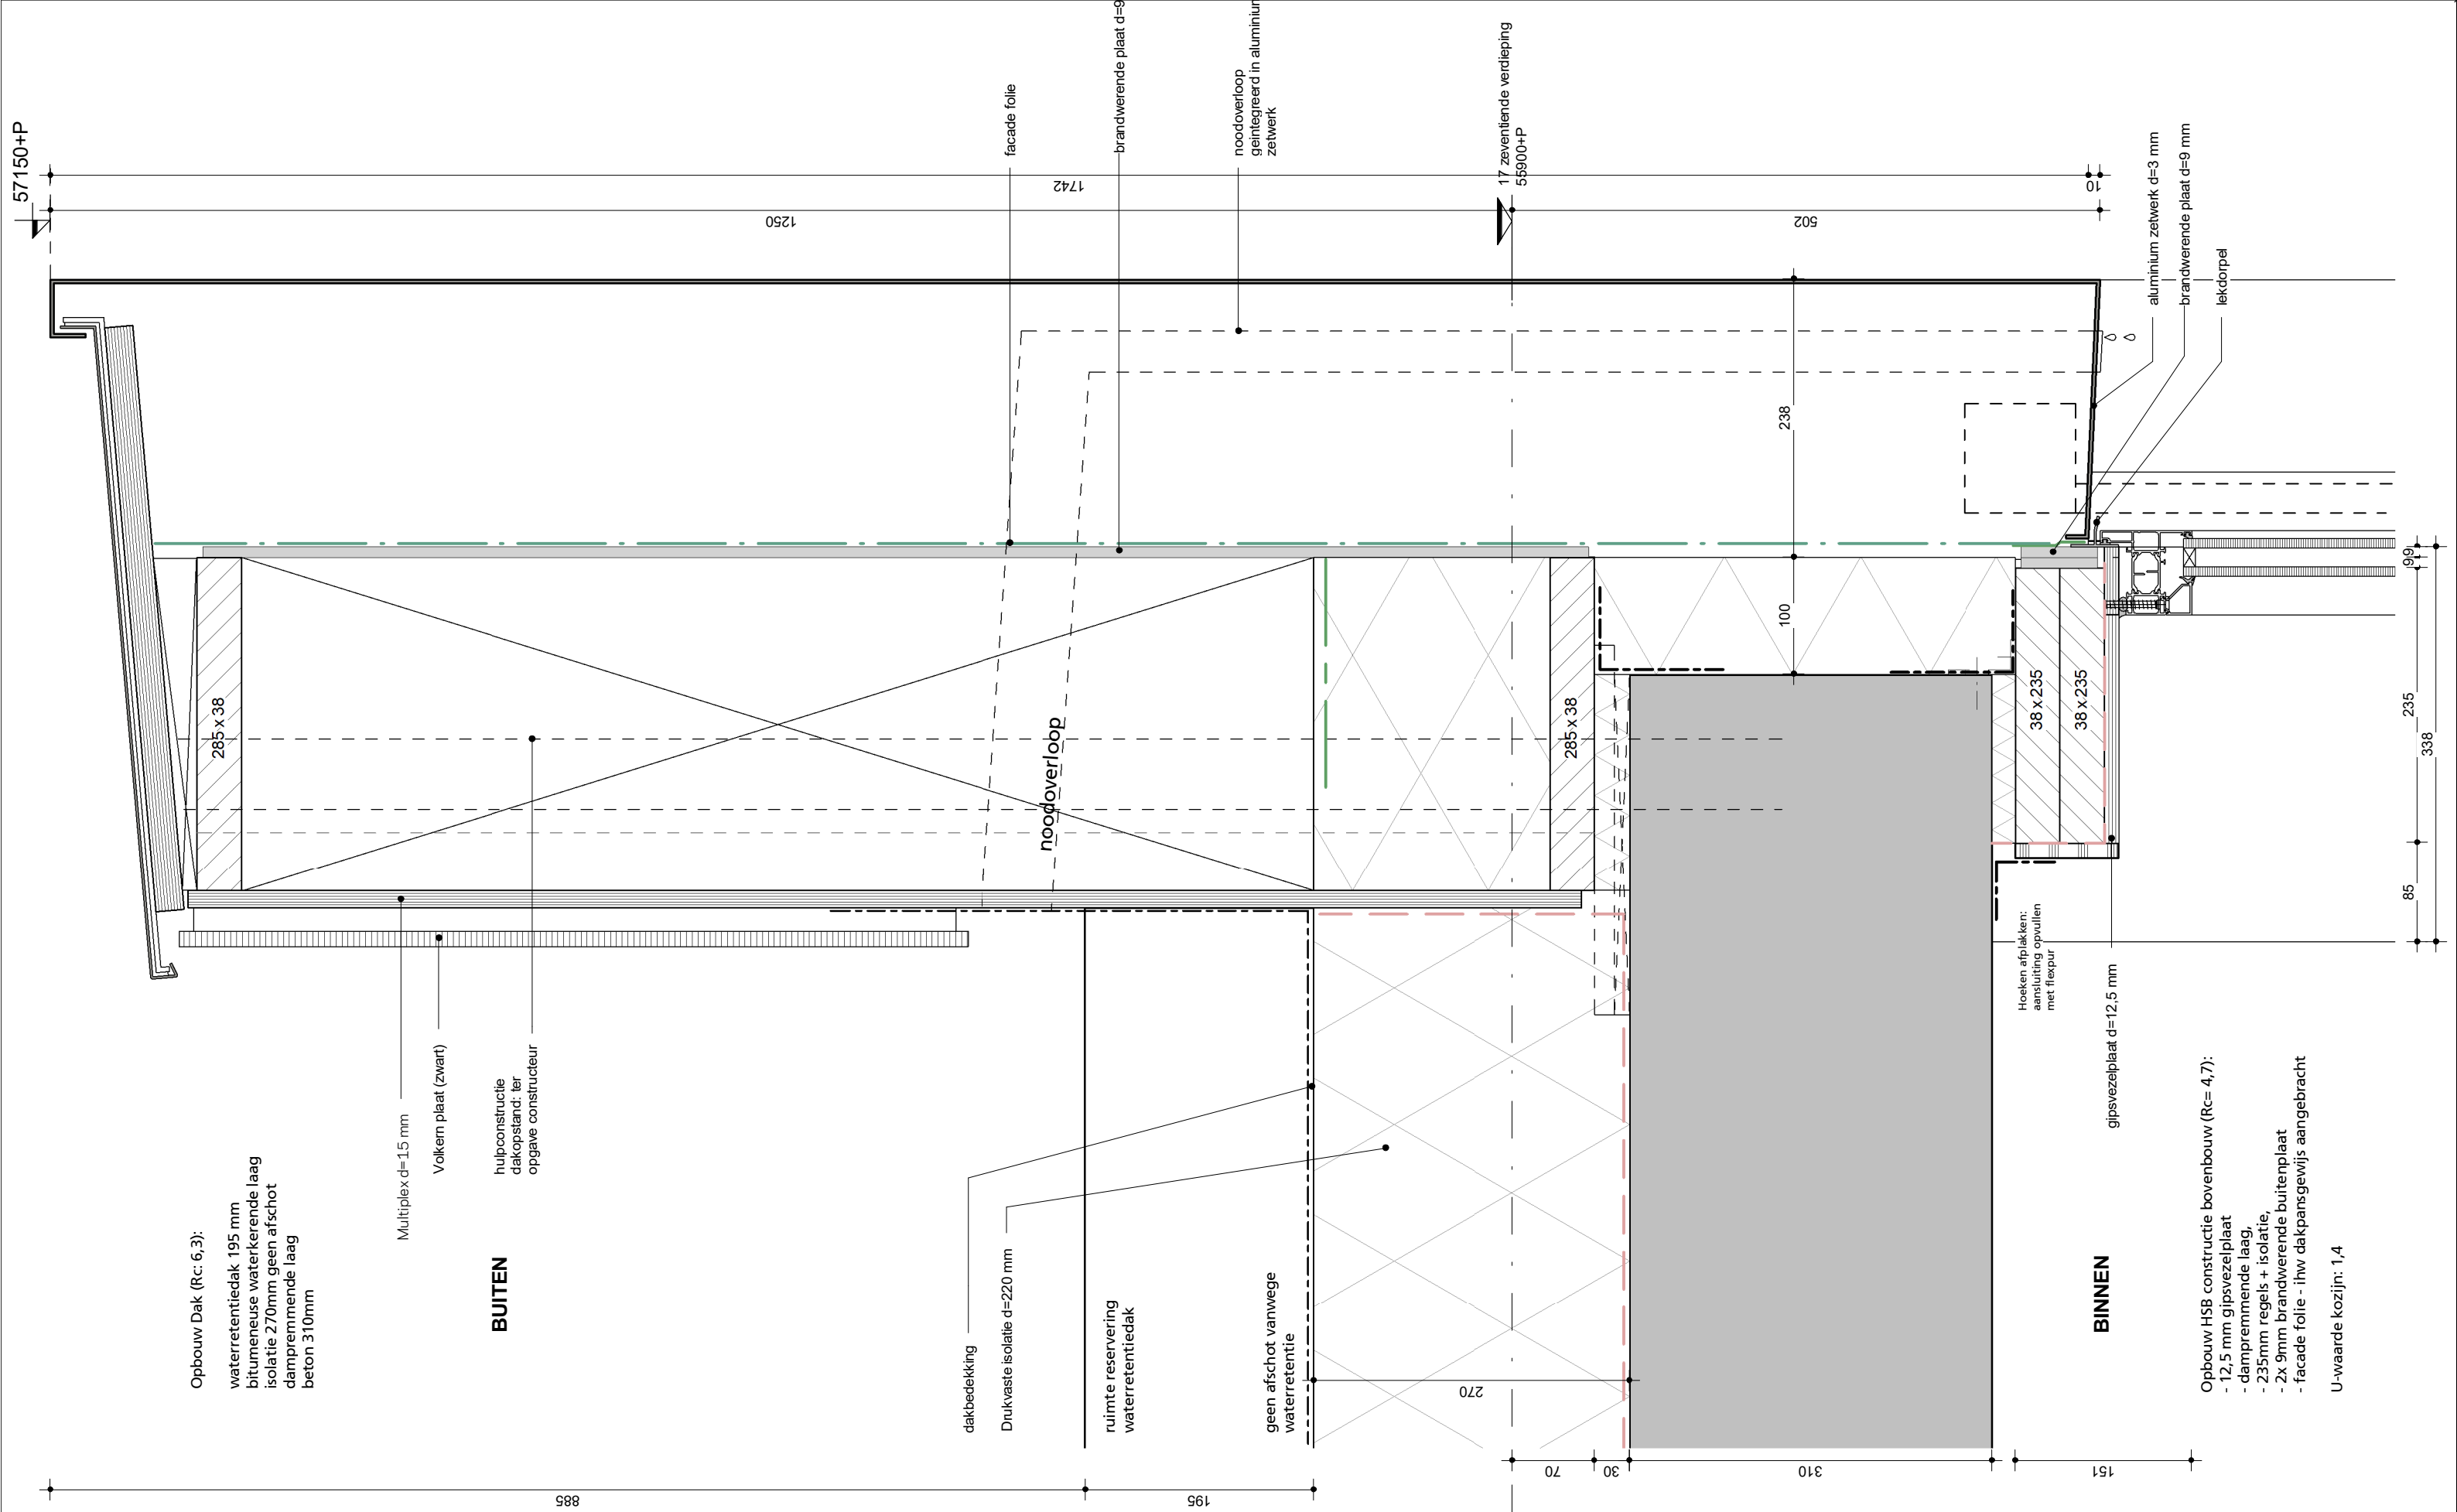 57150+P
1742
10
1250
502
facade folie
brandwerende plaat d=9
noodoverloop
geintegreerd in aluminium
zetwerk
17 zeventiende verdieping
55900+P
aluminium zetwerk d=3 mm
brandwerende plaat d=9 mm
lekdorpel
238
100
285 x 38
noodoverloop
285 x 38
38 x 235
38 x 235
99
235
338
85
Hoeken afplakken:
aansluiting opvullen
met flexpur
gipsvezelplaat d=12,5 mm
Multiplex d=15 mm
Volkern plaat (zwart)
hulpconstructie
dakopstand: ter
opgave constructeur
Opbouw Dak (Rc: 6,3):
waterretentiedak 195 mm
bitumeneuse waterkerende laag
isolatie 270mm geen afschot
dampremmende laag
beton 310mm
BUITEN
dakbedekking
Drukvaste isolatie d=220 mm
ruimte reservering
waterretentiedak
geen afschot vanwege
waterretentie
270
BINNEN
Opbouw HSB constructie bovenbouw (Rc= 4,7):
- 12,5 mm gipsvezelplaat
- dampremmende laag,
- 235mm regels + isolatie,
- 2x 9mm brandwerende buitenplaat
- facade folie - ihw dakpansgewijs aangebracht
U-waarde kozijn: 1,4
885
195
70
30
310
151